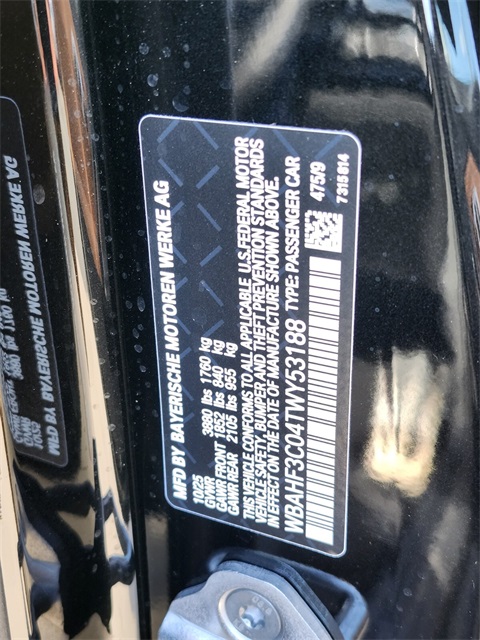 MFD BY BAYERISCHE MOTOREN WERKE AG
10/25
GVWR 3880 lbs 1760 kg
GAWR FRONT 1852 lbs 840 kg
GAWR REAR 2105 lbs 955 kg
THIS VEHICLE CONFORMS TO ALL APPLICABLE U.S.FEDERAL MOTOR
VEHICLE SAFETY, BUMPER AND THEFT PREVENTION STANDARDS
IN EFFECT ON THE DATE OF MANUFACTURE SHOWN ABOVE.
WBAHF3C04TWY53188 TYPE: PASSENGER CAR
475/9
7315814